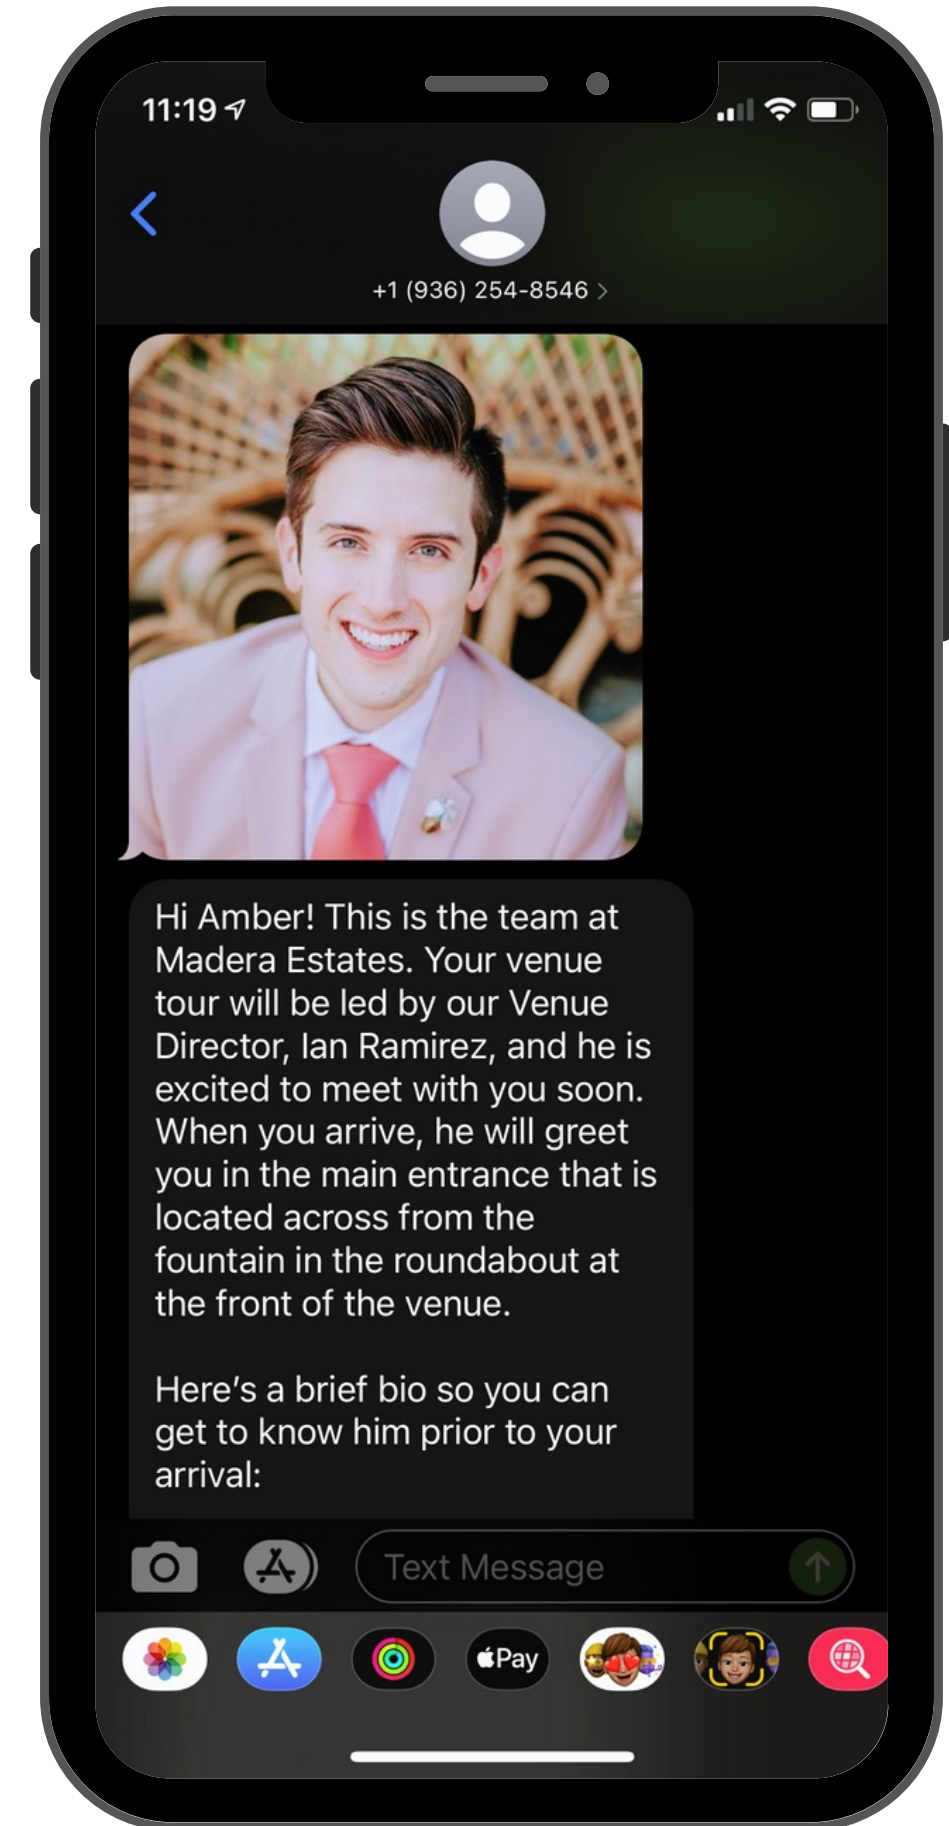 11:19
+1 (936) 254-8546
Hi Amber! This is the team at
Madera Estates. Your venue
tour will be led by our Venue
Director, Ian Ramirez, and he is
excited to meet with you soon.
When you arrive, he will greet
you in the main entrance that is
located across from the
fountain in the roundabout at
the front of the venue.
Here’s a brief bio so you can
get to know him prior to your
arrival:
Text Message
Pay